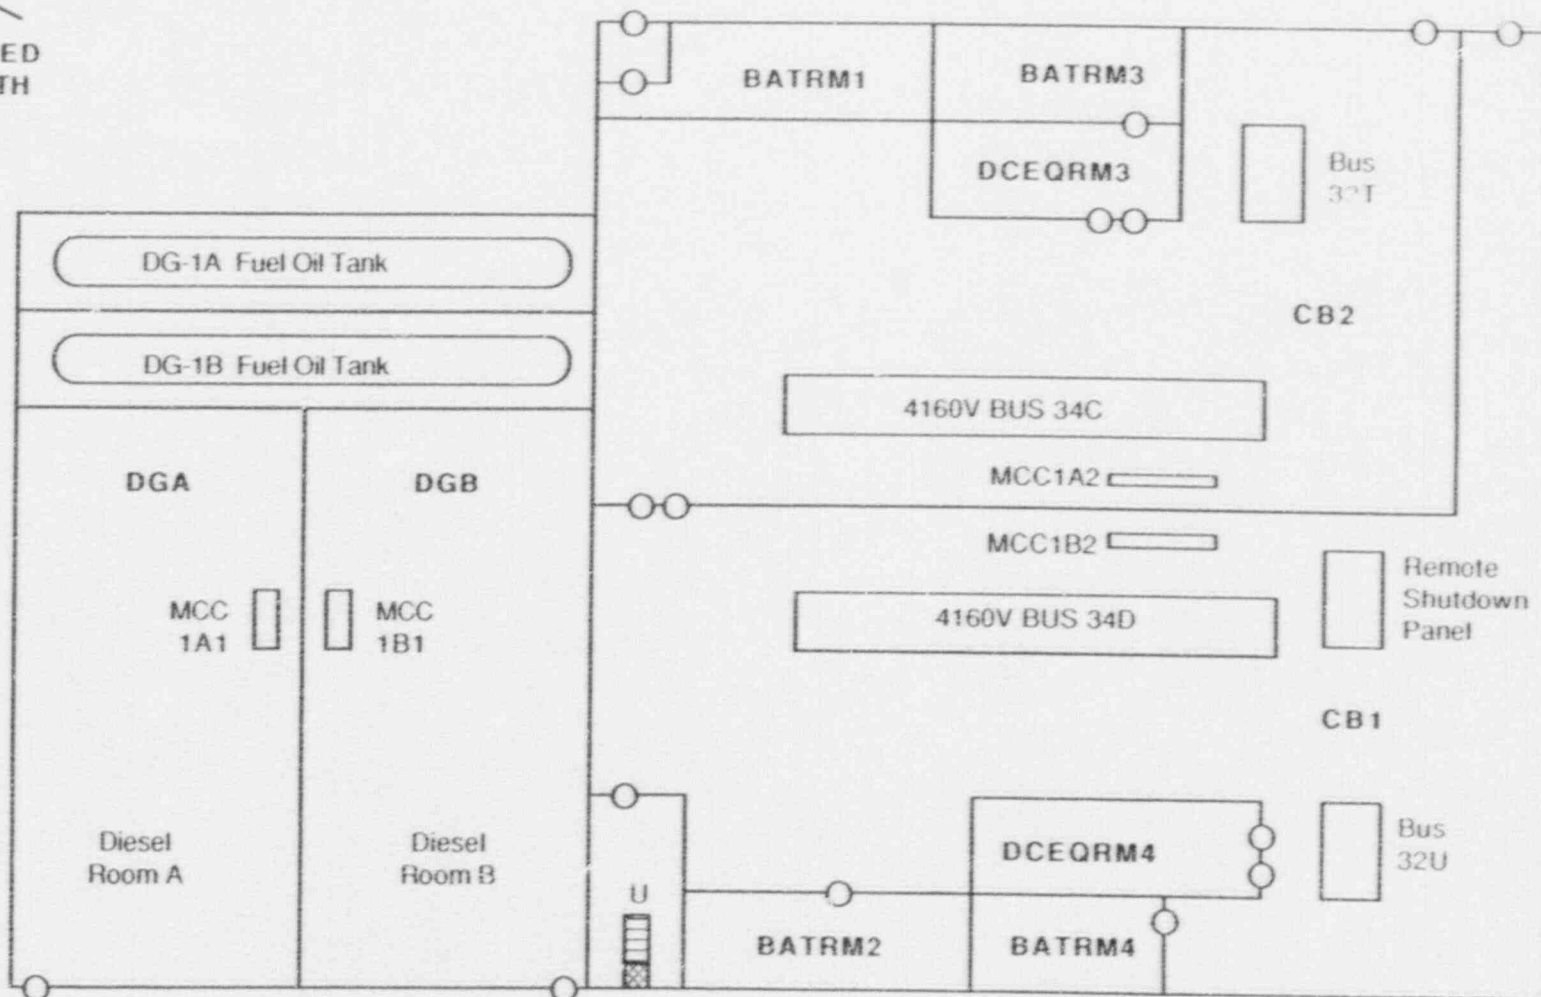 ED
TH
BATRM1
BATRM3
DCEQRM3
Bus
DG-1A Fuel Oil Tank
DG-1B Fuel Oil Tank
CB2
4160V BUS 34C
DGA
DGB
MCC1A2
MCC1B2
Remote
Shutdown
Panel
MCC
1A1
MCC
1B1
4160V BUS 34D
CB1
Diesel
Room A
Diesel
Room B
DCEQRM4
Bus
32U
U
BATRM2
BATRM4